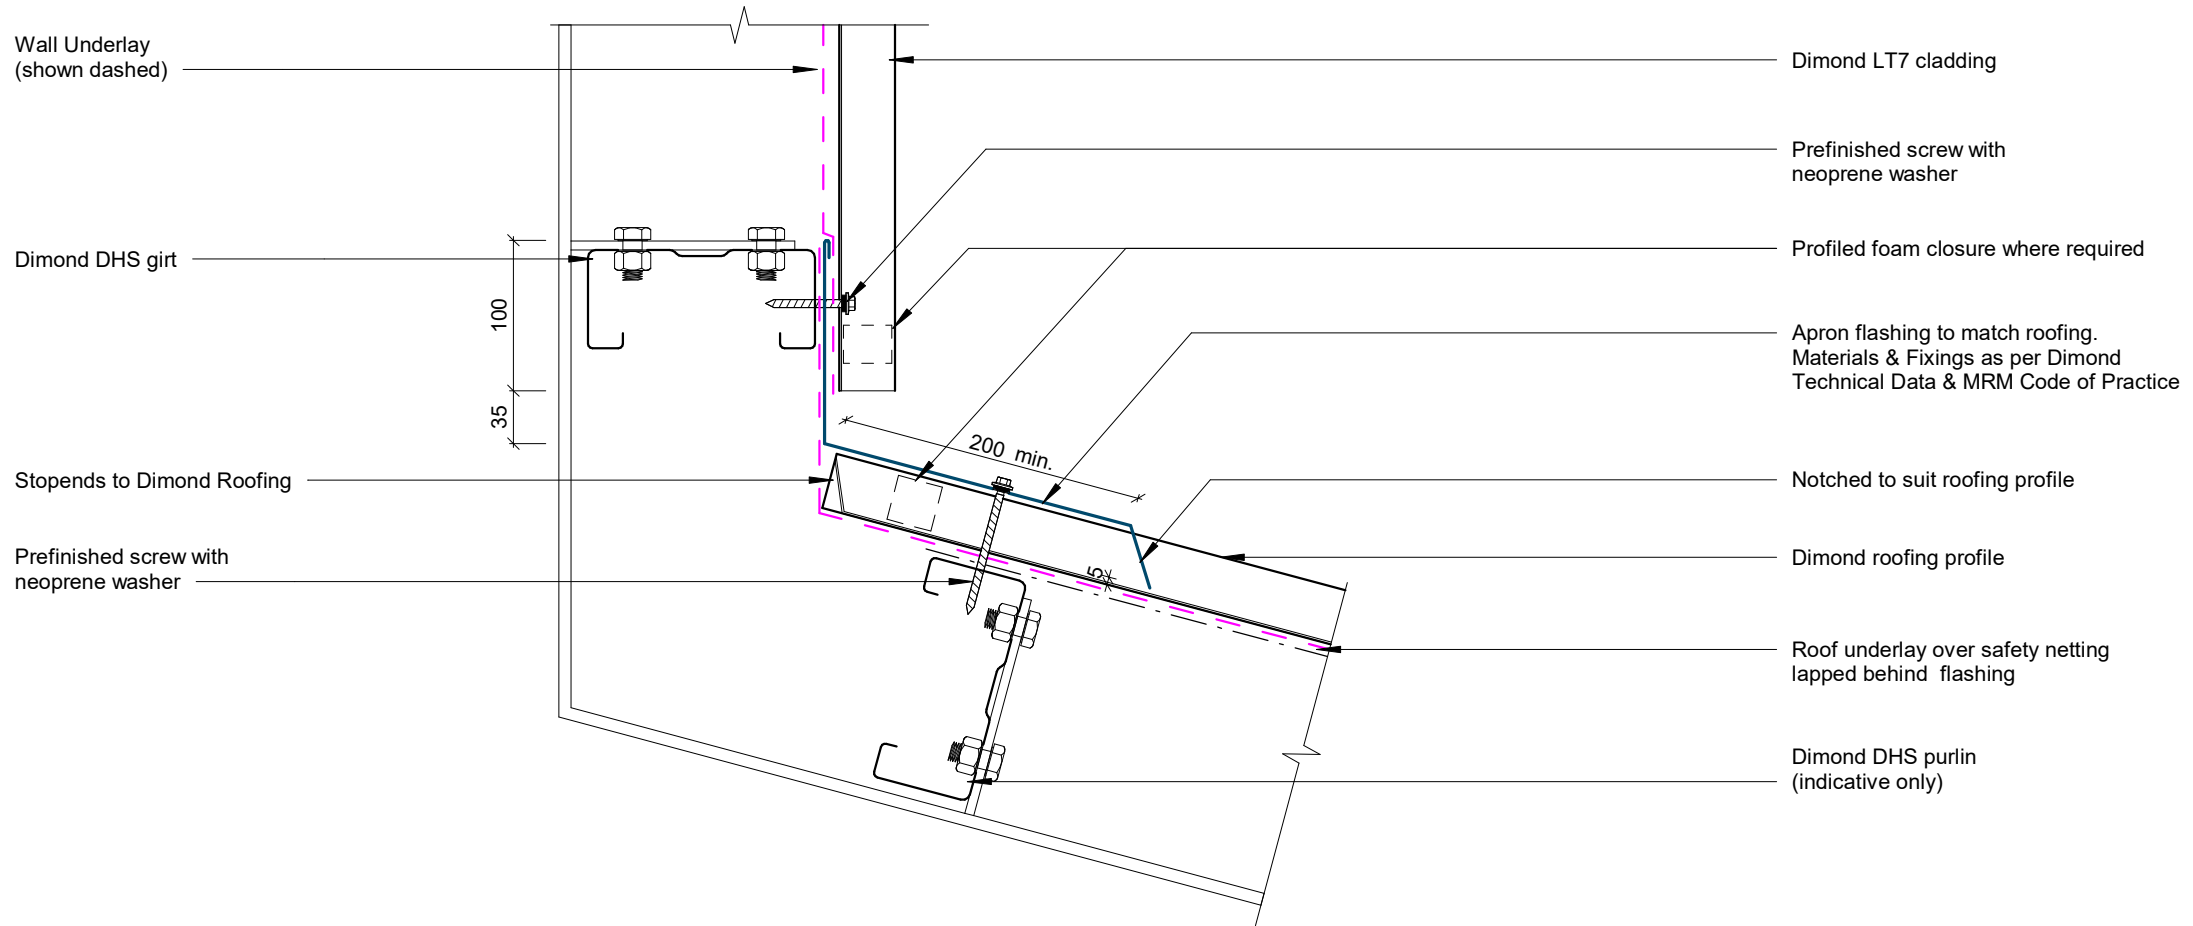 Wall Underlay
(shown dashed)
Dimond DHS girt
100
35
Stopends to Dimond Roofing
Prefinished screw with
neoprene washer
200 min.
5
Dimond LT7 cladding
Prefinished screw with
neoprene washer
Profiled foam closure where required
Apron flashing to match roofing.
Materials & Fixings as per Dimond
Technical Data & MRM Code of Practice
Notched to suit roofing profile
Dimond roofing profile
Roof underlay over safety netting
lapped behind flashing
Dimond DHS purlin
(indicative only)